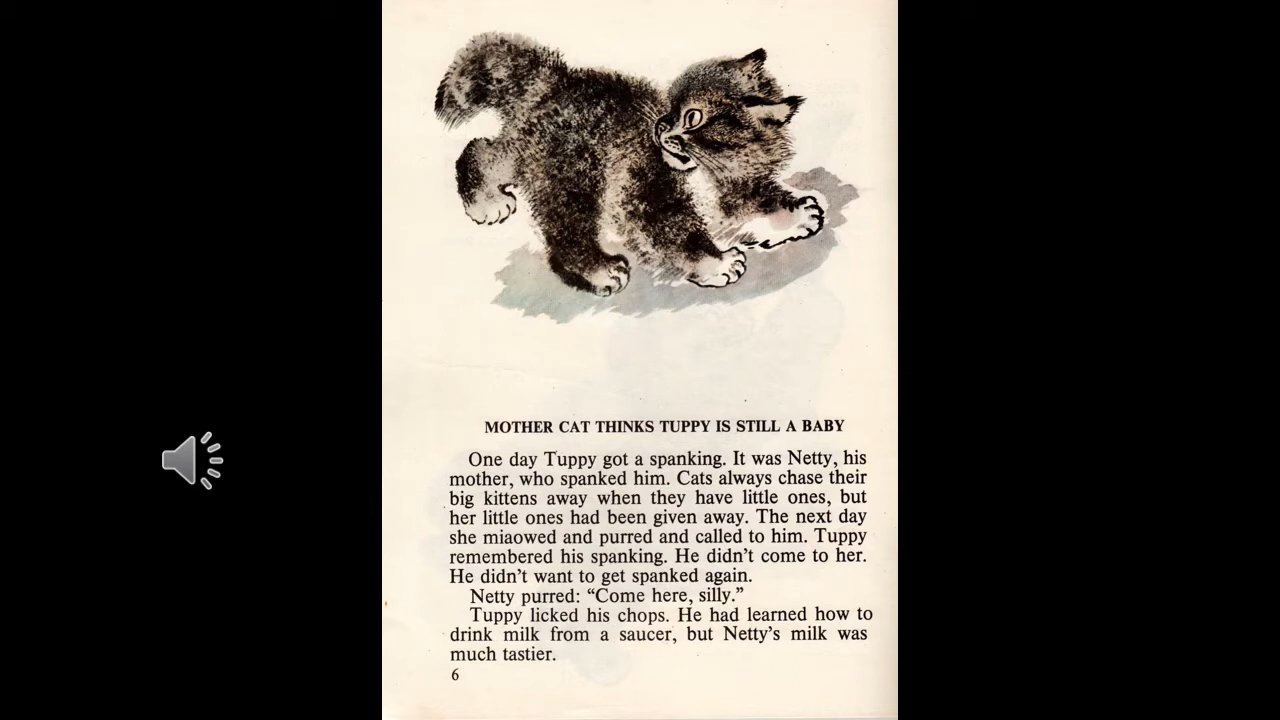 MOTHER CAT THINKS TUPPY IS STILL A BABY
One day Tuppy got a spanking. It was Netty, his
mother, who spanked him. Cats always chase their
big kittens away when they have little ones, but
her little ones had been given away. The next day
she miaowed and purred and called to him. Tuppy
remembered his spanking. He didn’t come to her.
He didn’t want to get spanked again.
Netty purred: “Come here, silly.”
Tuppy licked his chops. He had learned how to
drink milk from a saucer, but Netty’s milk was
much tastier.
6